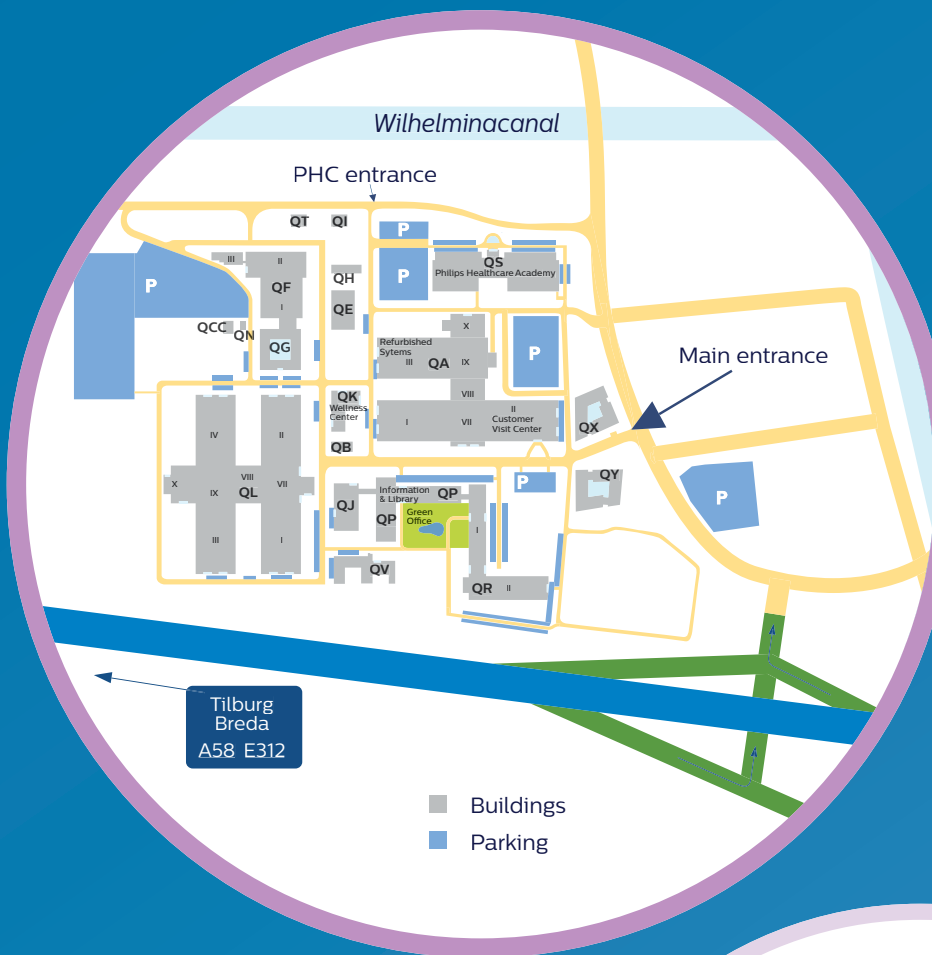 Wilhelminacanal
PHC entrance
QT
QI
P
P
QS
Philips Healthcare Academy
III
II
QF
I
QH
QE
P
QCC
QN
QG
X
Refurbished
Sytems
III
QA
IX
VIII
P
Main entrance
QK
Wellness
Center
QB
I
VII
II
Customer
Visit Center
QX
IV
II
X
IX
VIII
QL
VII
III
I
QJ
Information
& Library
QP
QP
Green
Office
I
P
QY
P
QV
QR
II
Tilburg
Breda
A58 E312
Buildings
Parking